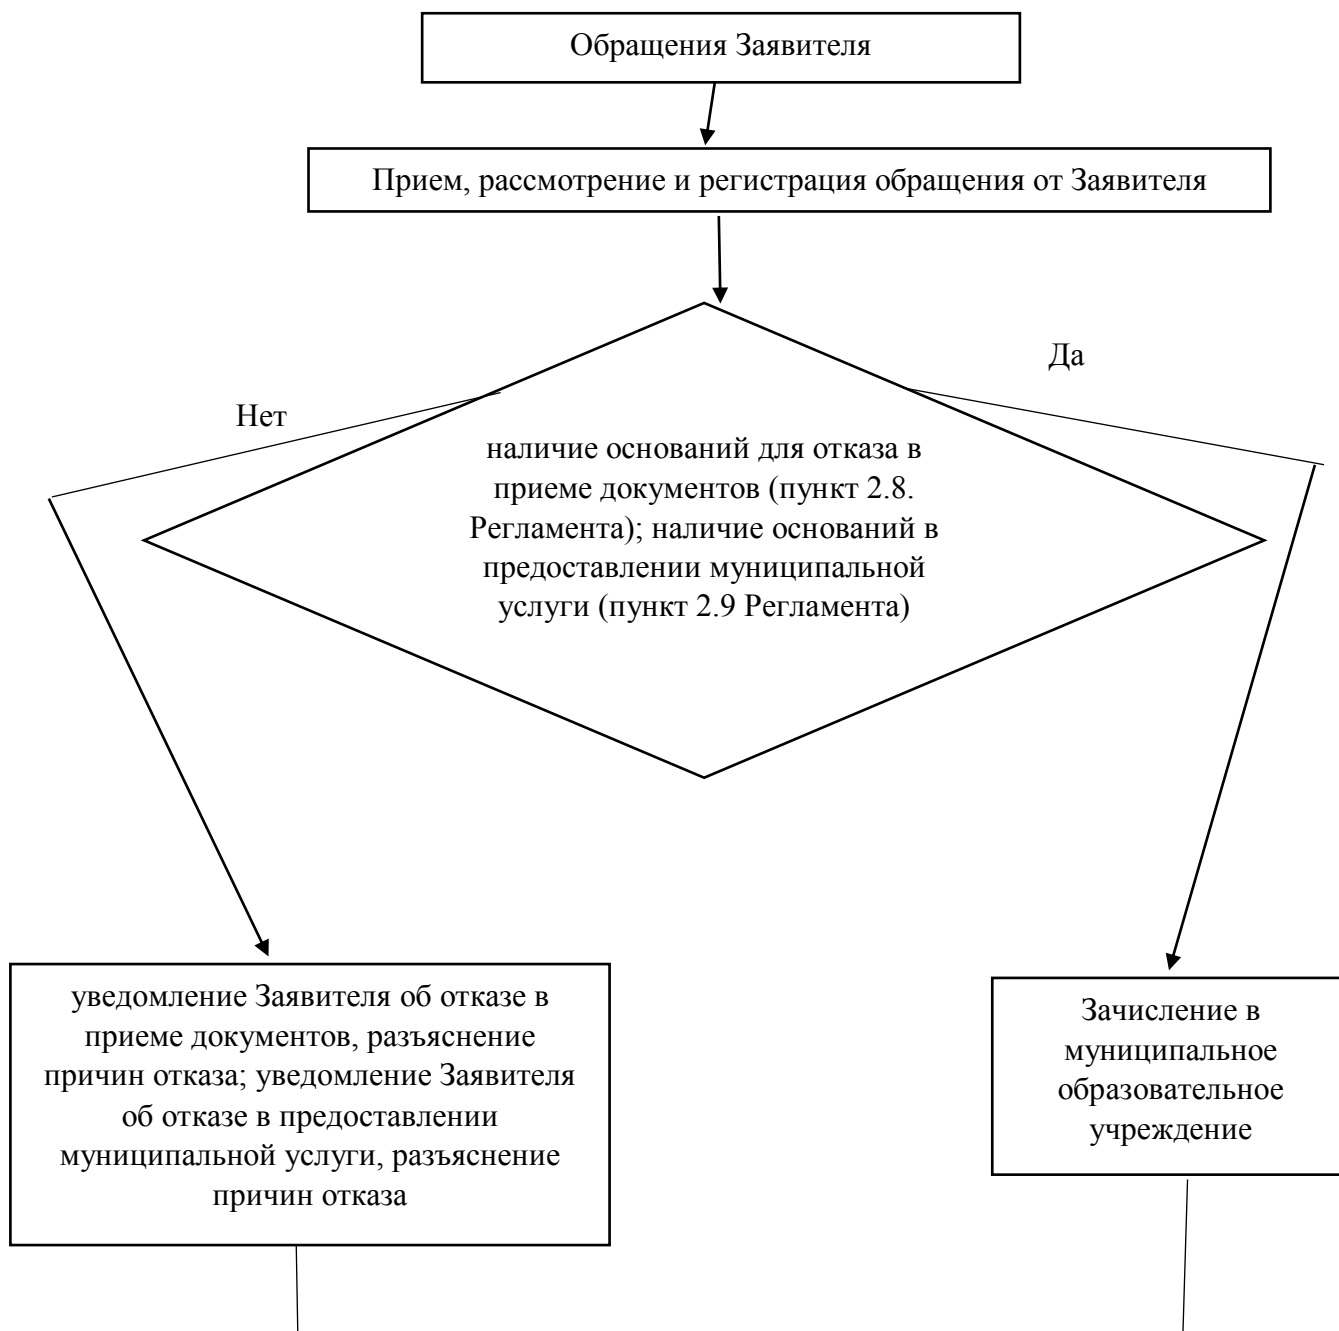 Обращения Заявителя
Прием, рассмотрение и регистрация обращения от Заявителя
Да
Нет
наличие оснований для отказа в
приеме документов (пункт 2.8.
Регламента); наличие оснований в
предоставлении муниципальной
услуги (пункт 2.9 Регламента)
уведомление Заявителя об отказе в
приеме документов, разъяснение
причин отказа; уведомление Заявителя
об отказе в предоставлении
муниципальной услуги, разъяснение
причин отказа
Зачисление в
муниципальное
образовательное
учреждение